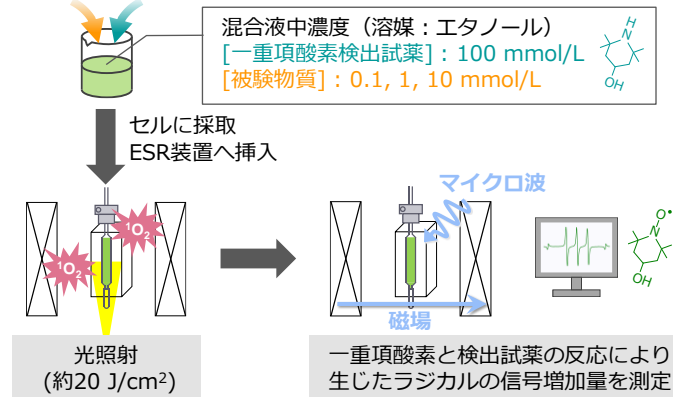 混合液中濃度（溶媒：エタノール）
[一重項酸素検出試薬] : 100 mmol/L
[被験物質] : 0.1, 1, 10 mmol/L
H
N
OH
セルに採取
ESR装置へ挿入
¹O₂
¹O₂
マイクロ波
磁場
O•
N
OH
光照射
(約20 J/cm²)
一重項酸素と検出試薬の反応により
生じたラジカルの信号増加量を測定